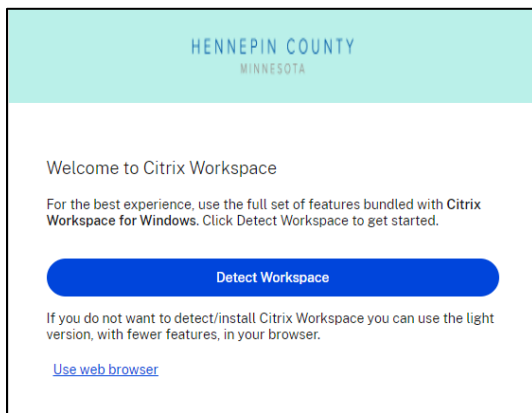 HENNEPIN COUNTY
MINNESOTA
Welcome to Citrix Workspace
For the best experience, use the full set of features bundled with Citrix
Workspace for Windows. Click Detect Workspace to get started.
Detect Workspace
If you do not want to detect/install Citrix Workspace you can use the light
version, with fewer features, in your browser.
Use web browser